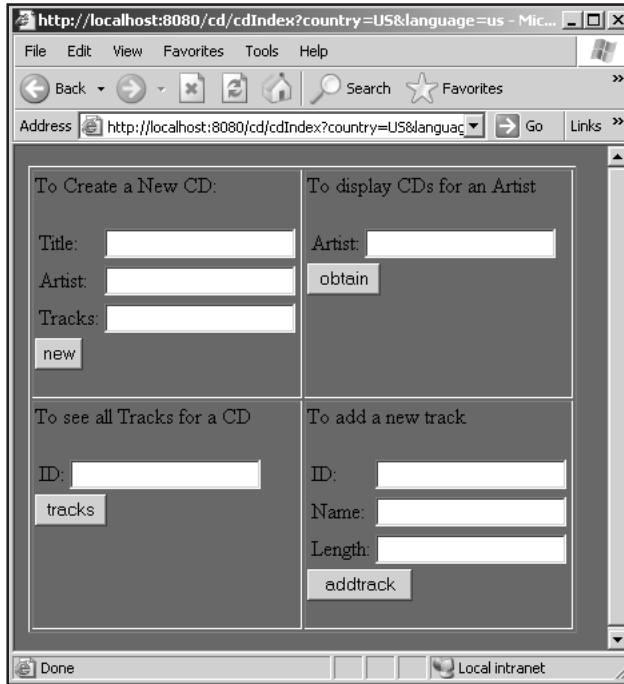 http://localhost:8080/cd/cdIndex?country=US&language=us - Mic...
File Edit View Favorites Tools Help
Back Search Favorites »
Address http://localhost:8080/cd/cdIndex?country=US&languag Go Links »
To Create a New CD:
Title:
Artist:
Tracks:
new
To display CDs for an Artist
Artist:
obtain
To see all Tracks for a CD
ID:
tracks
To add a new track
ID:
Name:
Length:
addtrack
Done Local intranet